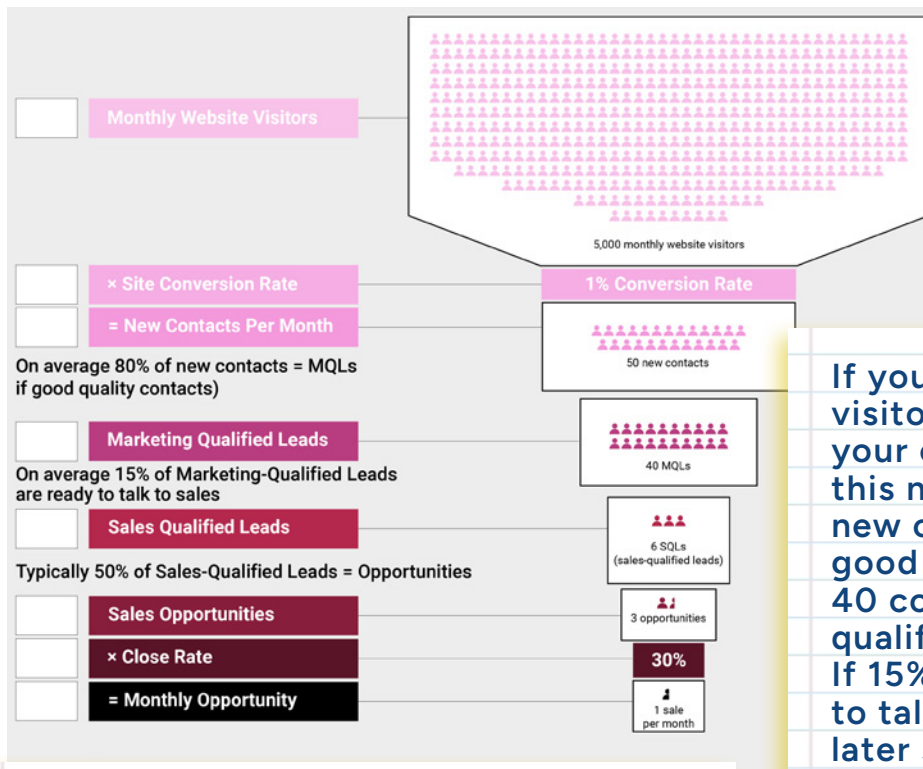 Monthly Website Visitors
5,000 monthly website visitors
× Site Conversion Rate
1% Conversion Rate
= New Contacts Per Month
50 new contacts
On average 80% of new contacts = MQLs
if good quality contacts)
Marketing Qualified Leads
40 MQLs
On average 15% of Marketing-Qualified Leads
are ready to talk to sales
Sales Qualified Leads
6 SQLs
(sales-qualified leads)
Typically 50% of Sales-Qualified Leads = Opportunities
Sales Opportunities
3 opportunities
× Close Rate
30%
= Monthly Opportunity
1 sale
per month
If you
visito
your
this
new
good
40 co
qualif
If 15%
to tal
later